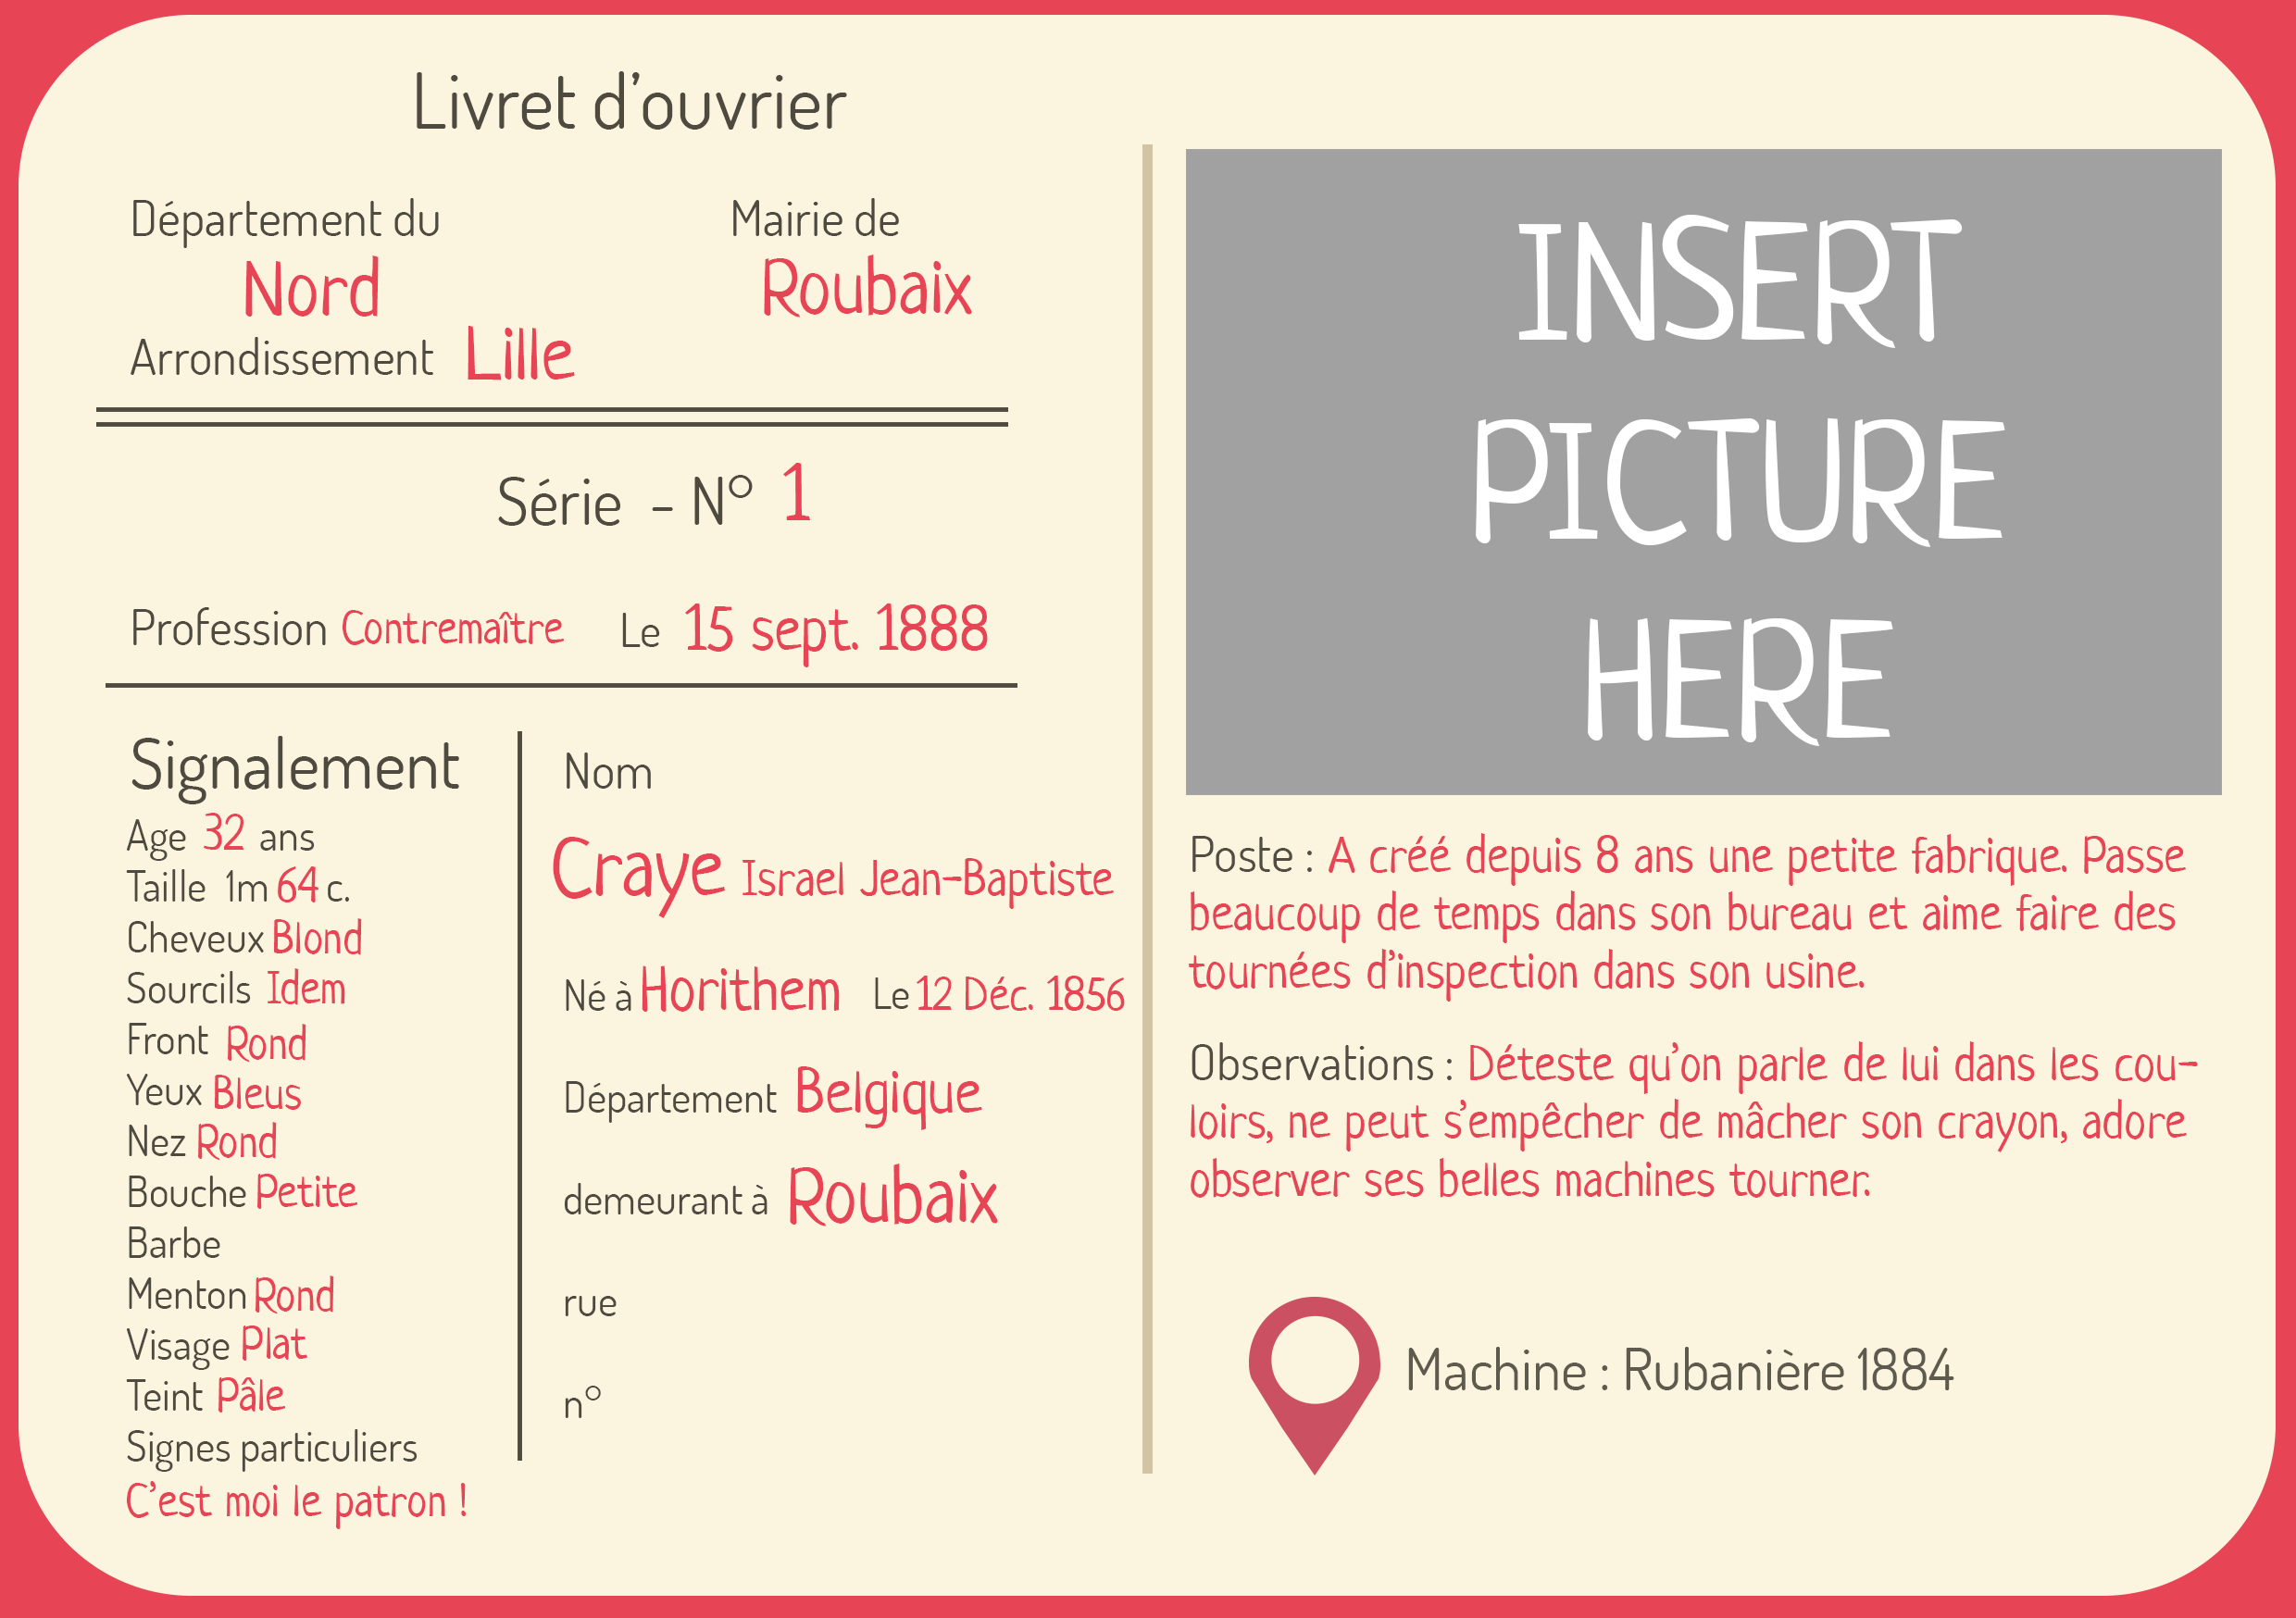 Livret d’ouvrier
Département du
Mairie de
Nord
Roubaix
Arrondissement Lille
Série - N° 1
Profession Contremaître Le 15 sept. 1888
Signalement
Age 32 ans
Taille 1m 64 c.
Cheveux Blond
Sourcils Idem
Front Rond
Yeux Bleus
Nez Rond
Bouche Petite
Barbe
Menton Rond
Visage Plat
Teint Pâle
Signes particuliers
C’est moi le patron !
Nom
Craye Israel Jean-Baptiste
Né à Horithem Le 12 Déc. 1856
Département Belgique
demeurant à Roubaix
rue
n°
INSERT
PICTURE
HERE
Poste : A créé depuis 8 ans une petite fabrique. Passe
beaucoup de temps dans son bureau et aime faire des
tournées d’inspection dans son usine.
Observations : Déteste qu’on parle de lui dans les cou-
loirs, ne peut s’empêcher de mâcher son crayon, adore
observer ses belles machines tourner.
Machine : Rubanière 1884